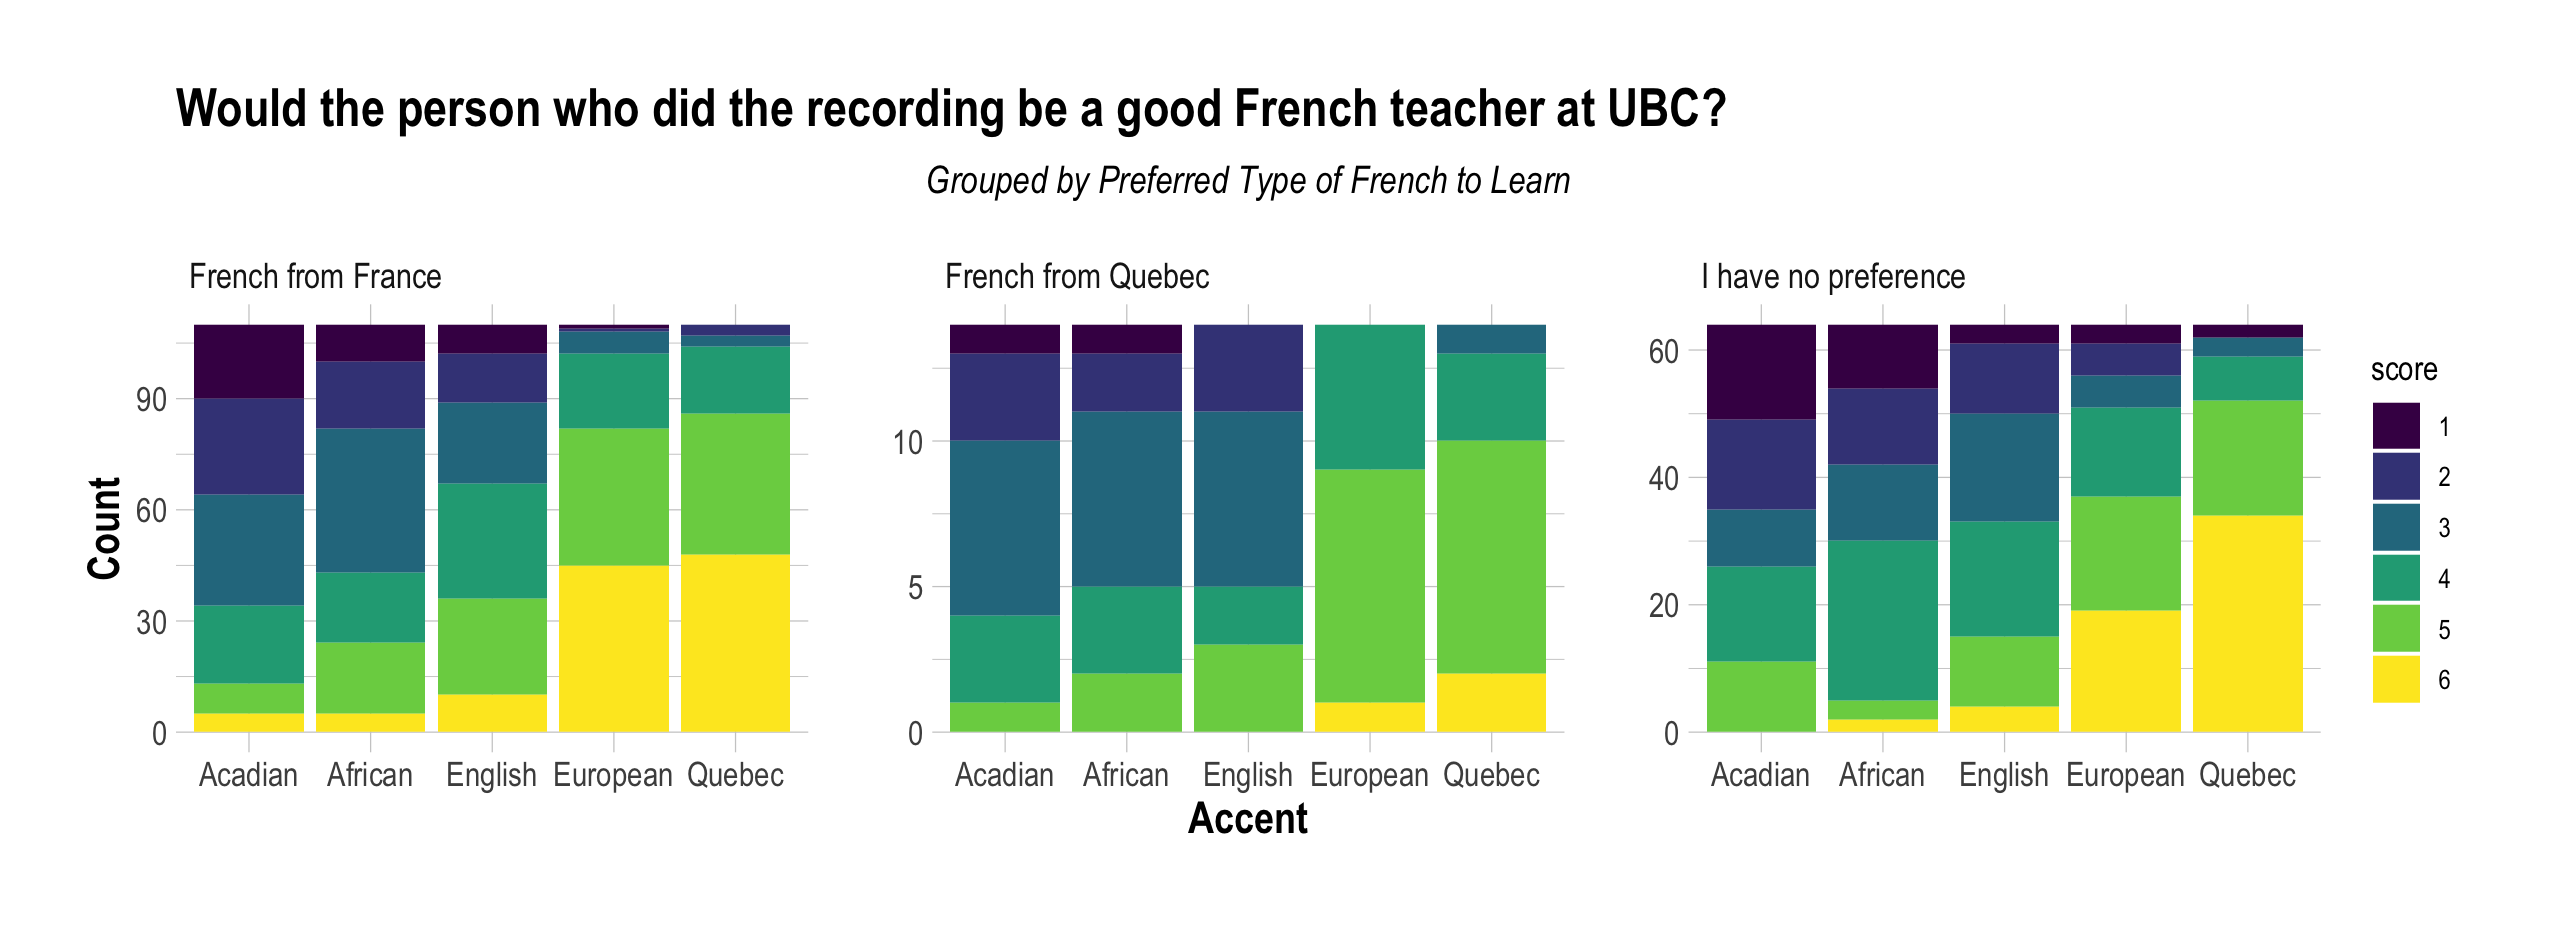 Would the person who did the recording be a good French teacher at UBC?
Grouped by Preferred Type of French to Learn
French from France
French from Quebec
I have no preference
Count
90
60
30
0
10
5
0
60
40
20
0
Acadian African English European Quebec
Acadian African English European Quebec
Acadian African English European Quebec
Accent
score
1
2
3
4
5
6